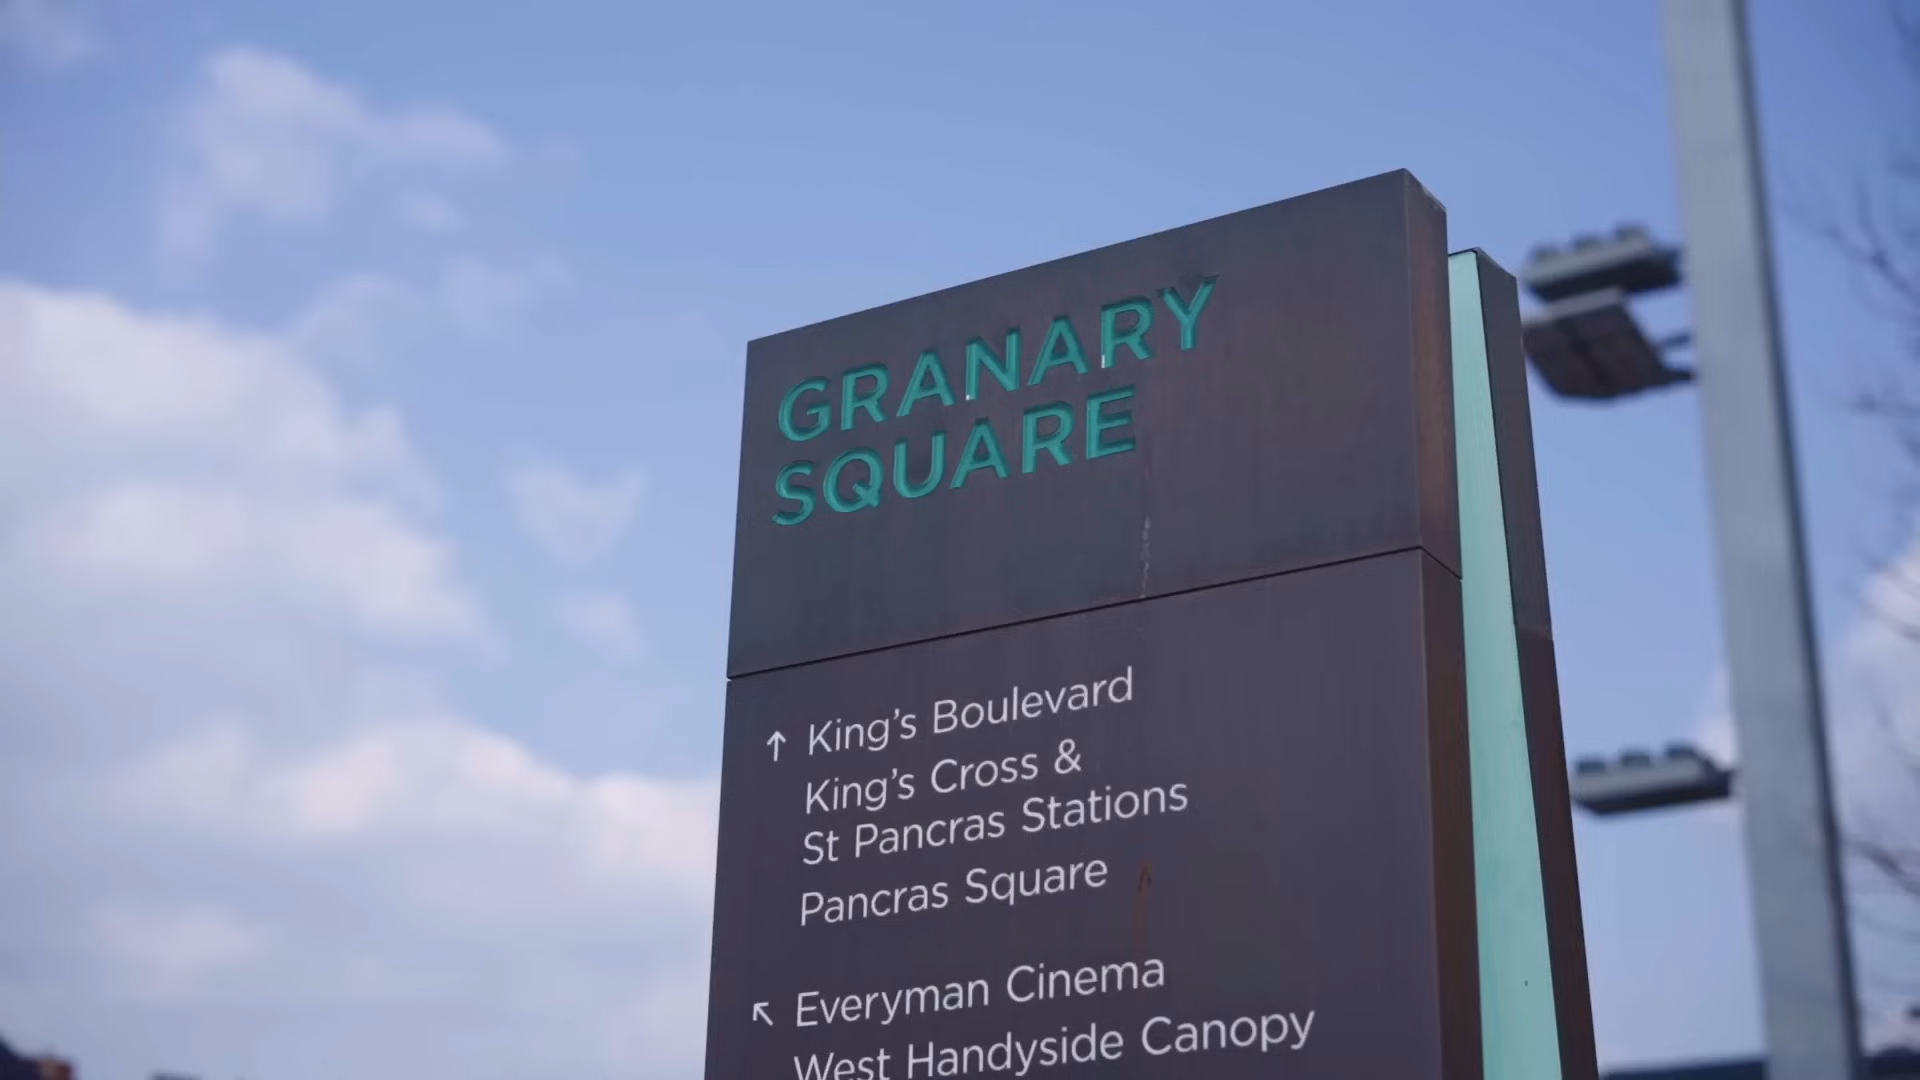 GRANARY
SQUARE
↑ King's Boulevard
King's Cross &
St Pancras Stations
Pancras Square
↖ Everyman Cinema
West Handyside Canopy